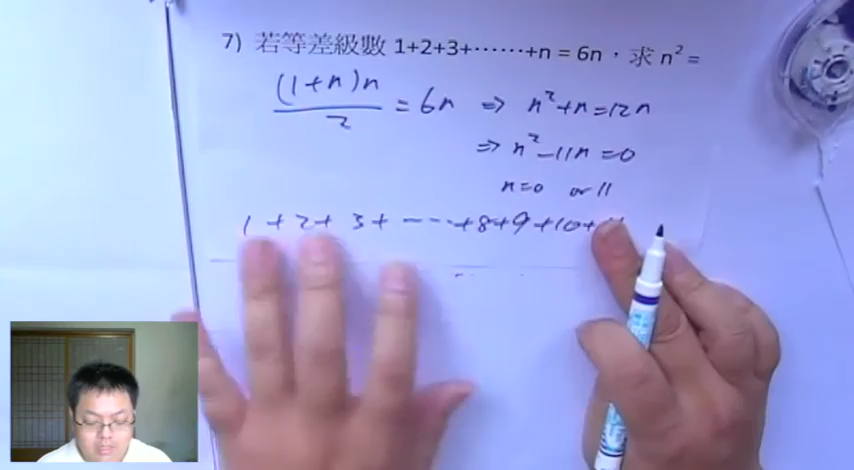 7) 若等差級數 1+2+3+……+n = 6n，求 n² =
(1+n)n / 2 = 6n ⇒ n²+n=12n
⇒ n²-11n=0
n=0 or 11
1+2+3+----+8+9+10+